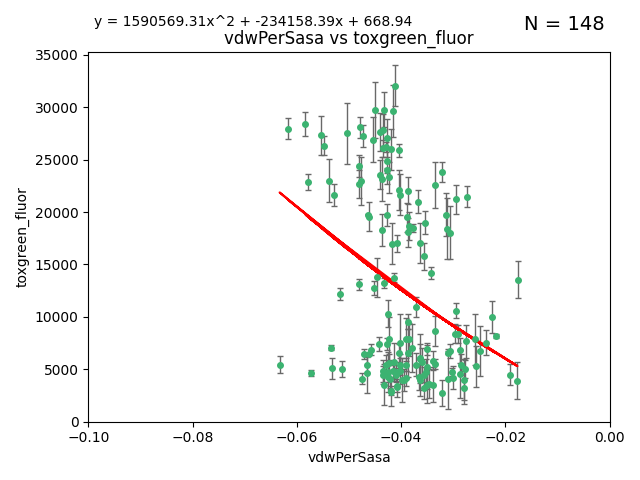 y = 1590569.31x^2 + -234158.39x + 668.94
N = 148
vdwPerSasa vs toxgreen_fluor
35000
30000
25000
20000
15000
10000
5000
0
toxgreen_fluor
−0.10
−0.08
−0.06
−0.04
−0.02
0.00
vdwPerSasa